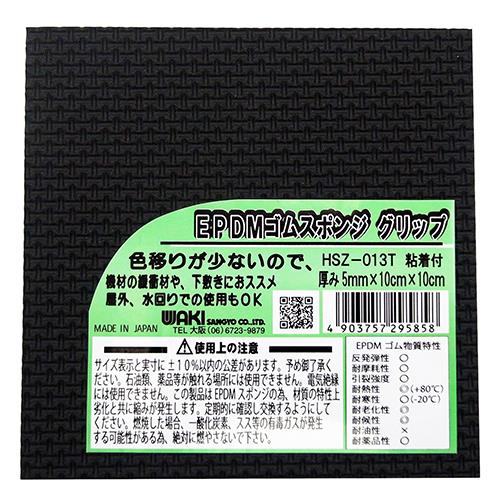 EPDMゴムスポンジ グリップ
色移りが少ないので、
機材の緩衝材や、下敷きにおススメ
屋外、水回りでの使用もOK
HSZ-013T 粘着付
厚み5mm×10cm×10cm
WAKI
SANGYO CO.,LTD.
MADE IN JAPAN
TEL 大阪(06)6723-9879
4 903757 295858
⚠使用上の注意
サイズ表示と実寸に±10%以内の公差があります。予め御了承く
ださい。石油類、薬品等が触れる場所には使用できません。電気絶縁
には使用できません。この製品はEPDMスポンジの為、材質の特性上
劣化と共に縮みが発生します。定期的に確認し交換するようにして
ください。燃焼した場合、一酸化炭素、スス等の有毒ガスが発生
する可能性がある為、絶対に燃やさないで下さい。
EPDM ゴム物質特性
反発弾性 ○
耐摩耗性 ○
引裂強度 ○
耐熱性 ○(+80℃)
耐寒性 ○(-20℃)
耐老化性 ○
耐候性 ○
耐油性 ×
耐薬品性 ○